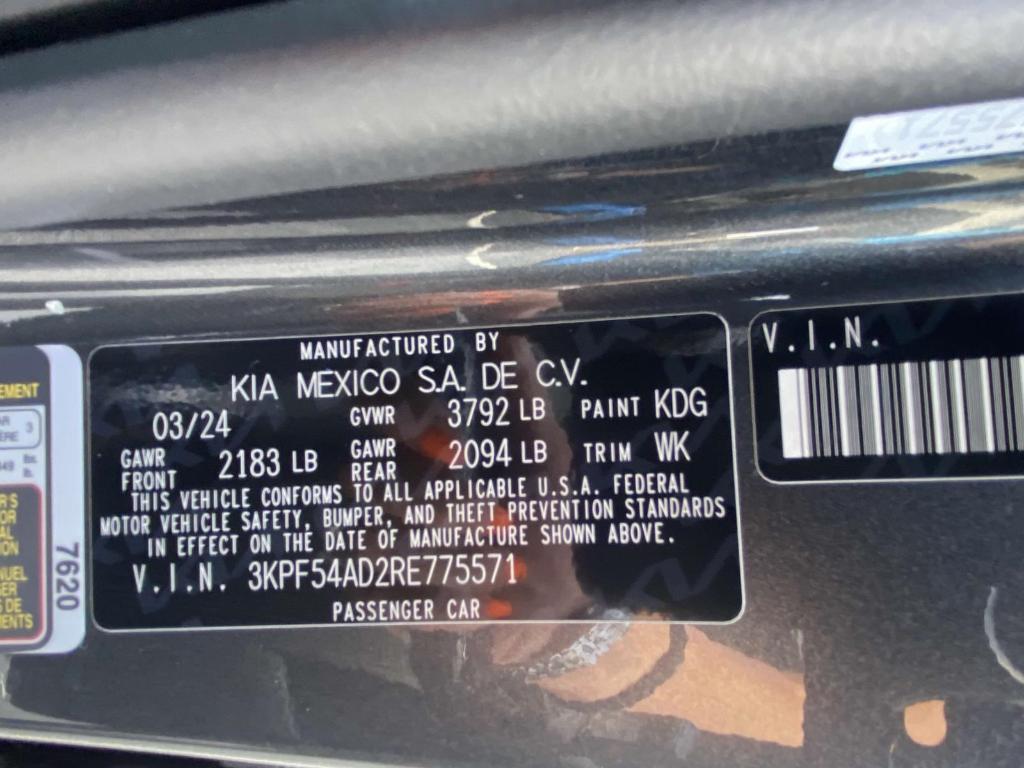 MANUFACTURED BY
KIA MEXICO S.A. DE C.V.
03/24 GVWR 3792 LB PAINT KDG
GAWR FRONT 2183 LB GAWR REAR 2094 LB TRIM WK
THIS VEHICLE CONFORMS TO ALL APPLICABLE U.S.A. FEDERAL
MOTOR VEHICLE SAFETY, BUMPER, AND THEFT PREVENTION STANDARDS
IN EFFECT ON THE DATE OF MANUFACTURE SHOWN ABOVE.
V.I.N. 3KPF54AD2RE775571
PASSENGER CAR
V.I.N.
7620